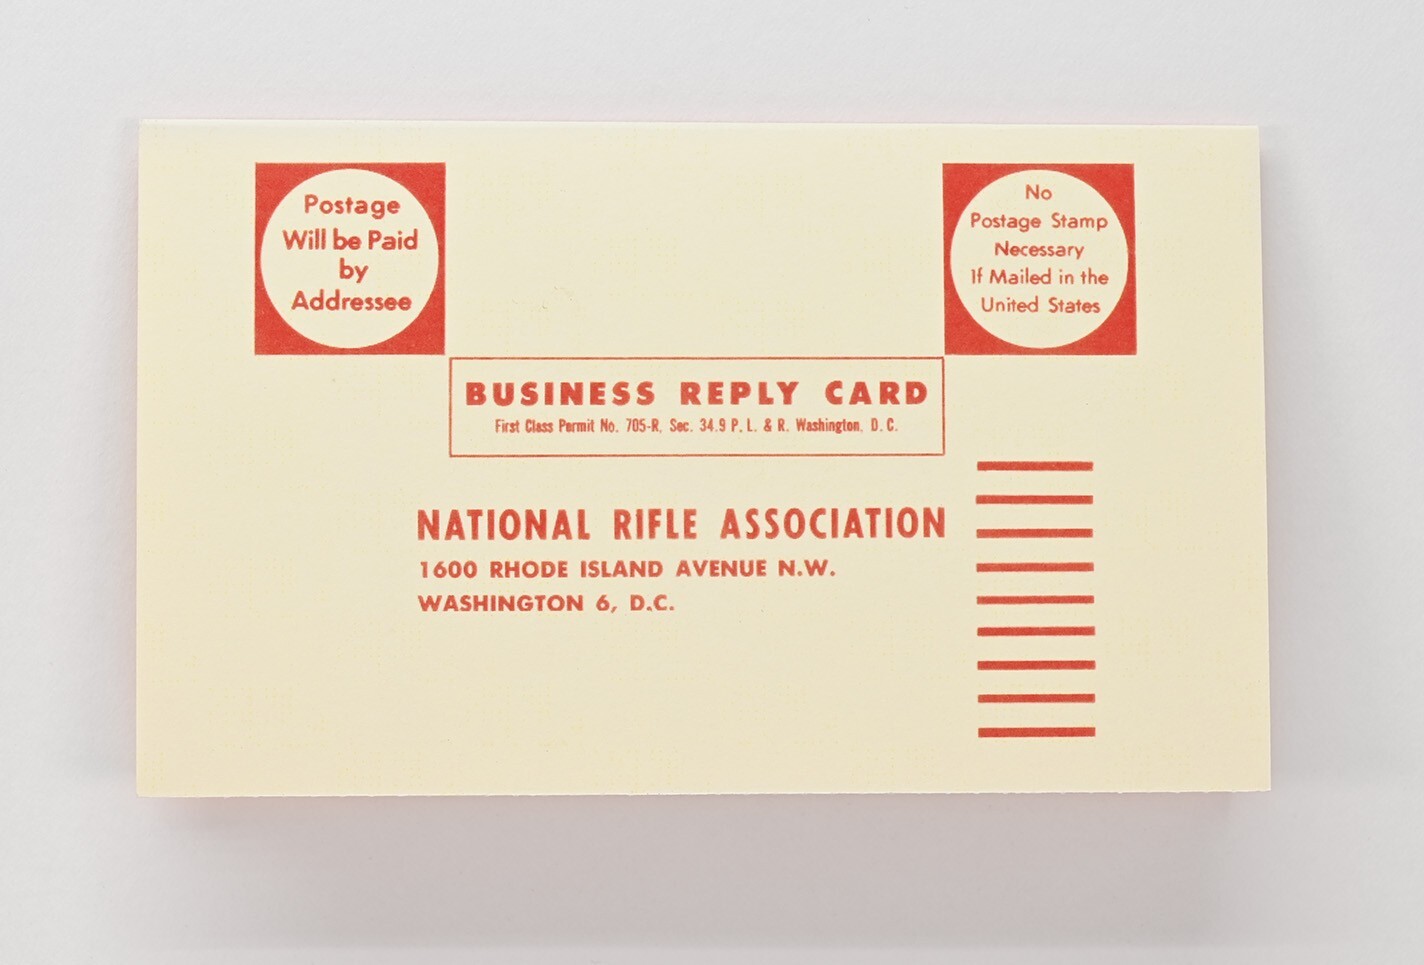 Postage
Will be Paid
by
Addressee
No
Postage Stamp
Necessary
If Mailed in the
United States
BUSINESS REPLY CARD
First Class Permit No. 705-R, Sec. 34.9 P. L. & R. Washington, D. C.
NATIONAL RIFLE ASSOCIATION
1600 RHODE ISLAND AVENUE N.W.
WASHINGTON 6, D.C.